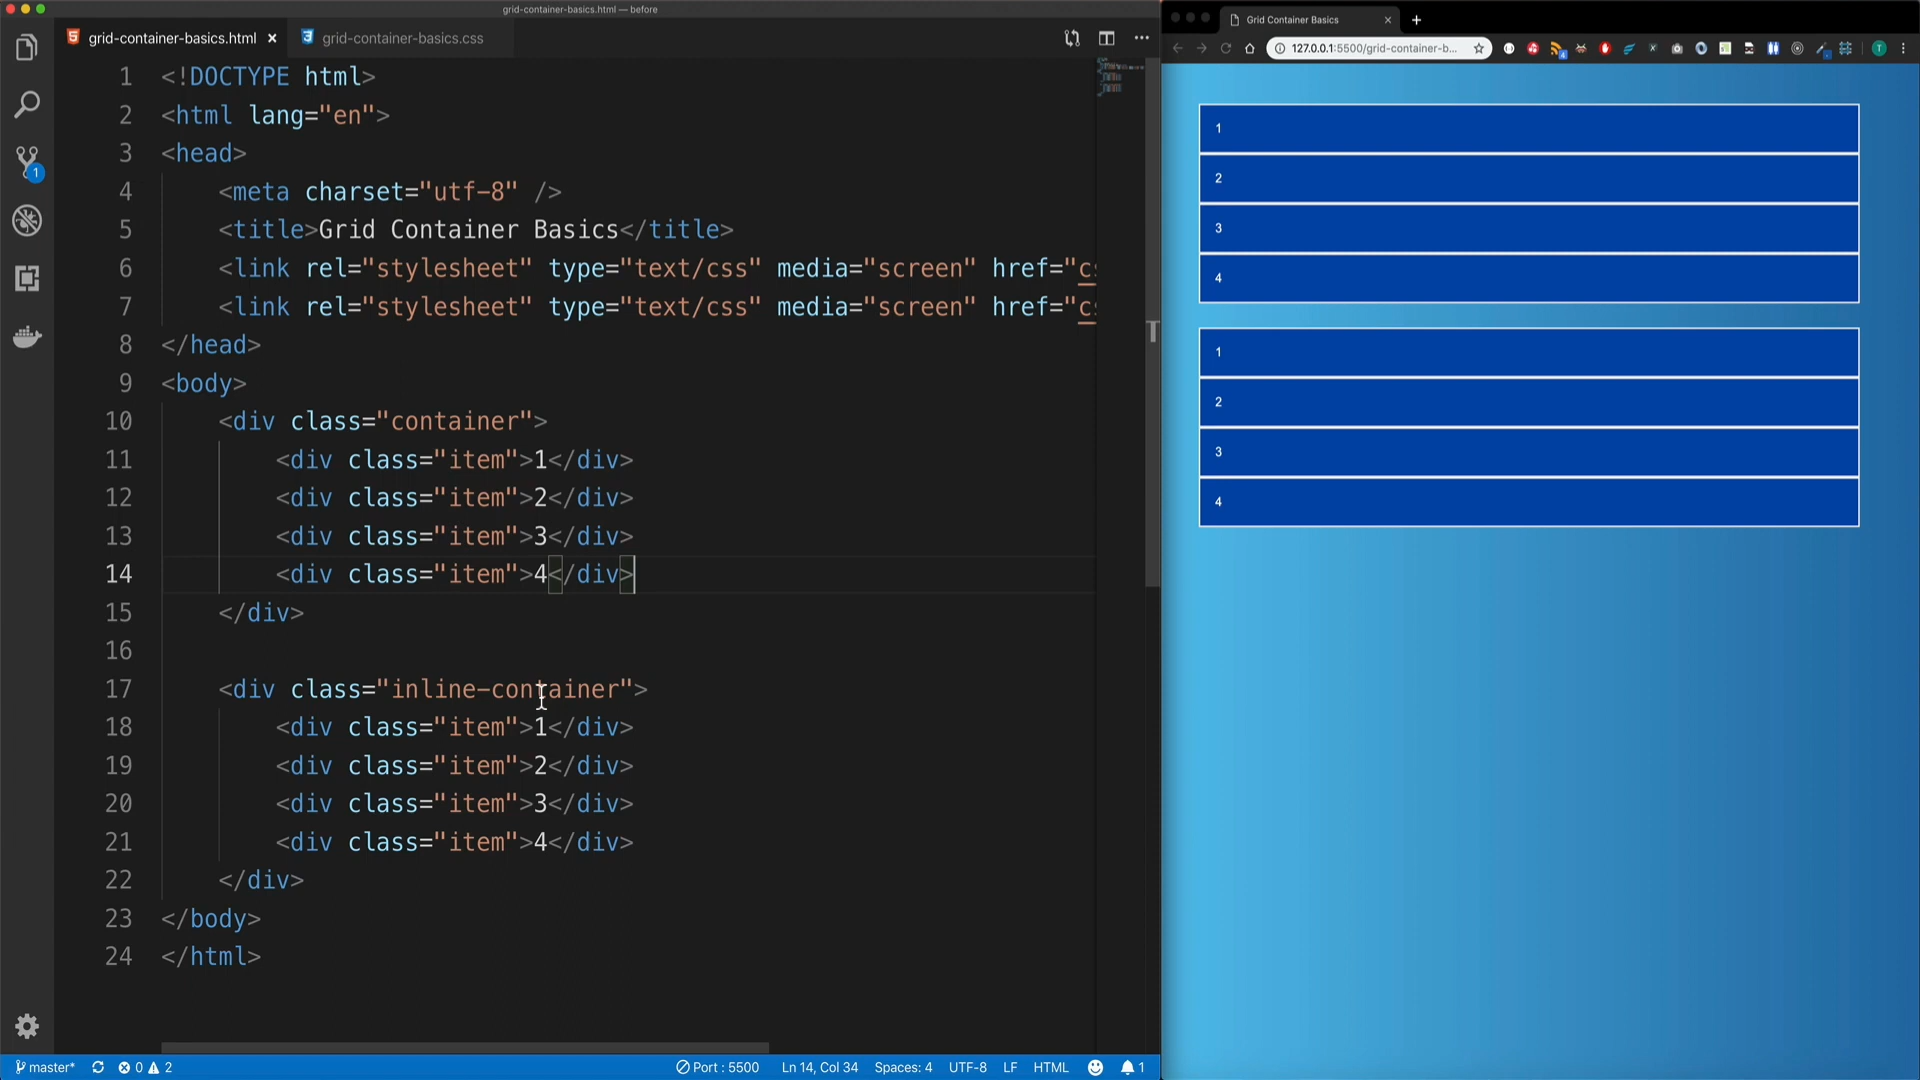 grid-container-basics.html — before
grid-container-basics.html
grid-container-basics.css
1 <!DOCTYPE html>
2 <html lang="en">
3 <head>
4 <meta charset="utf-8" />
5 <title>Grid Container Basics</title>
6 <link rel="stylesheet" type="text/css" media="screen" href="cs
7 <link rel="stylesheet" type="text/css" media="screen" href="cs
8 </head>
9 <body>
10 <div class="container">
11 <div class="item">1</div>
12 <div class="item">2</div>
13 <div class="item">3</div>
14 <div class="item">4</div>
15 </div>
16
17 <div class="inline-container">
18 <div class="item">1</div>
19 <div class="item">2</div>
20 <div class="item">3</div>
21 <div class="item">4</div>
22 </div>
23 </body>
24 </html>
1
master* 0 2 Port : 5500 Ln 14, Col 34 Spaces: 4 UTF-8 LF HTML 1
Grid Container Basics
127.0.0.1:5500/grid-container-b...
1
2
3
4
1
2
3
4